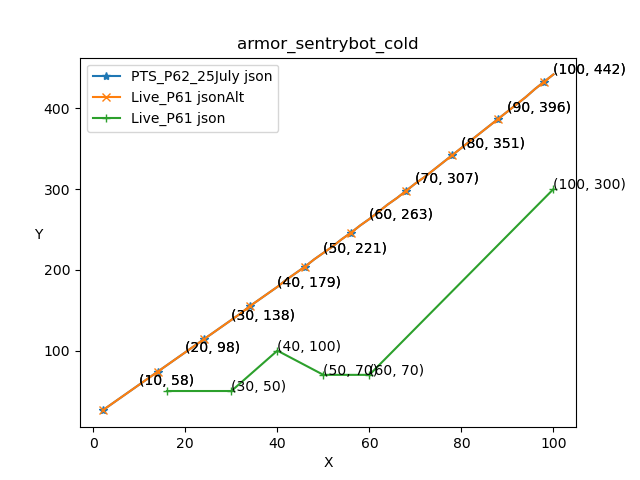 armor_sentrybot_cold
PTS_P62_25July json
Live_P61 jsonAlt
Live_P61 json
(100, 442)
(90, 396)
(80, 351)
(70, 307)
(60, 263)
(50, 221)
(40, 179)
(30, 138)
(20, 98)
(10, 58)
(100, 300)
(40, 100)
(50, 70)
(60, 70)
(30, 50)
400
300
200
100
Y
0 20 40 60 80 100
X